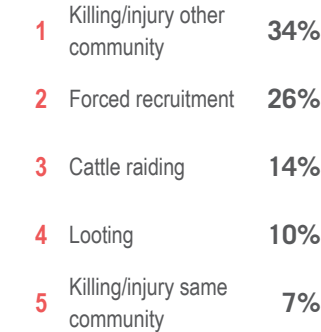 1 Killing/injury other community 34%
2 Forced recruitment 26%
3 Cattle raiding 14%
4 Looting 10%
5 Killing/injury same community 7%